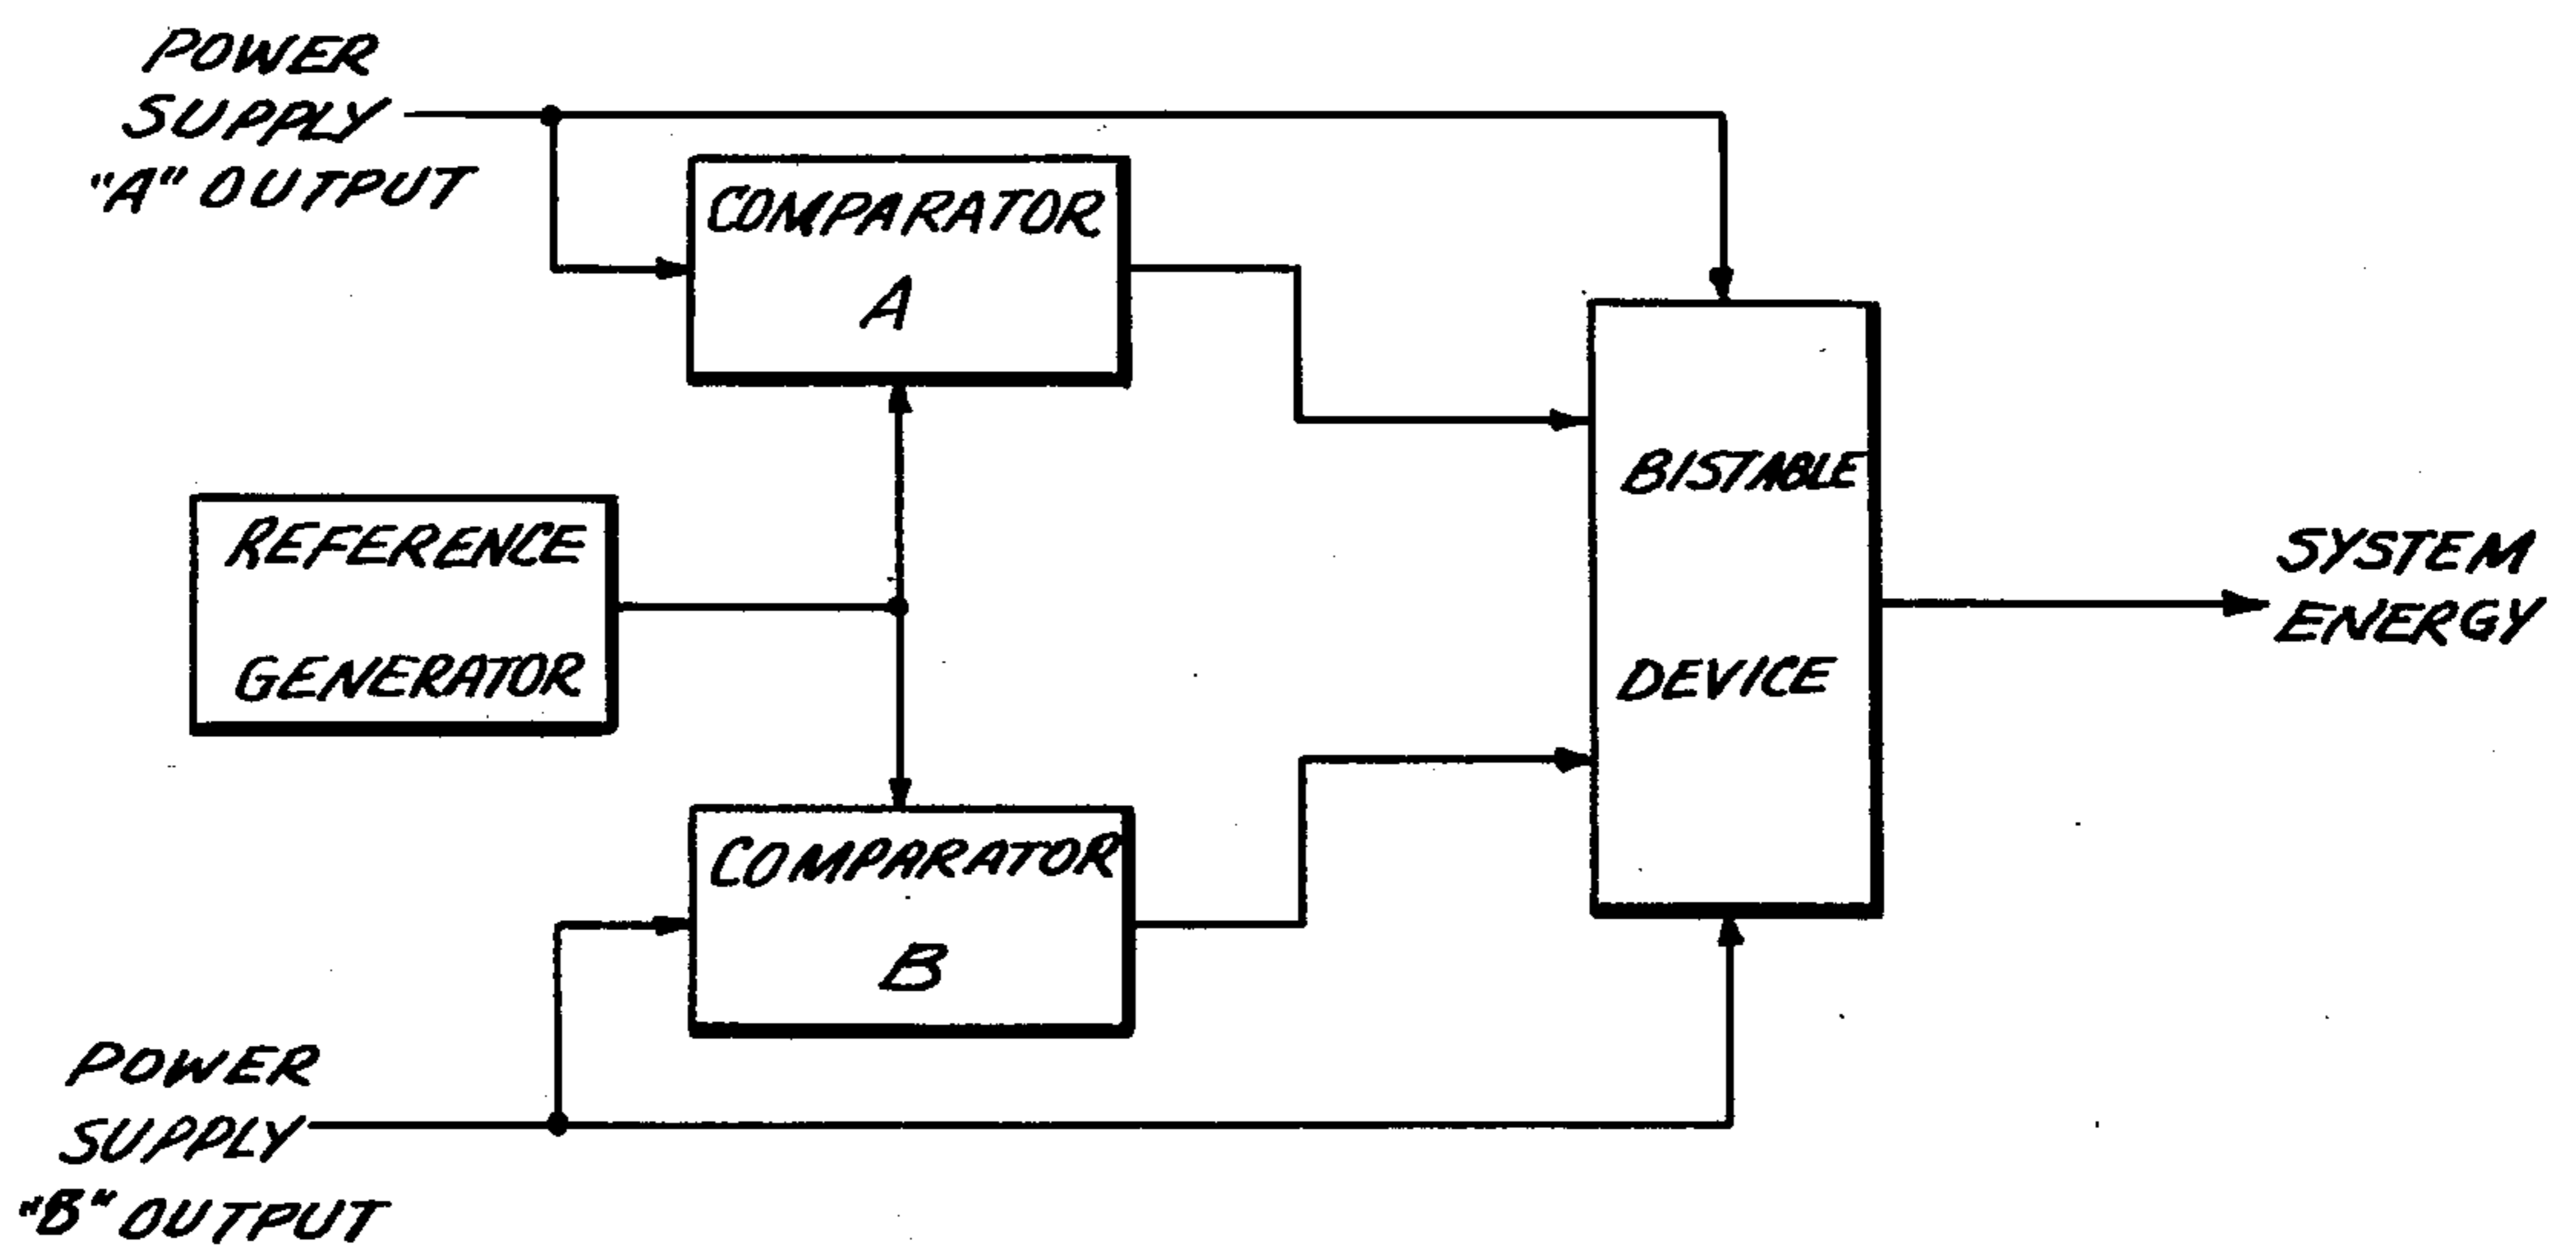 POWER
SUPPLY
"A" OUTPUT
COMPARATOR
A
REFERENCE
GENERATOR
BISTABLE
DEVICE
SYSTEM
ENERGY
COMPARATOR
B
POWER
SUPPLY
"B" OUTPUT